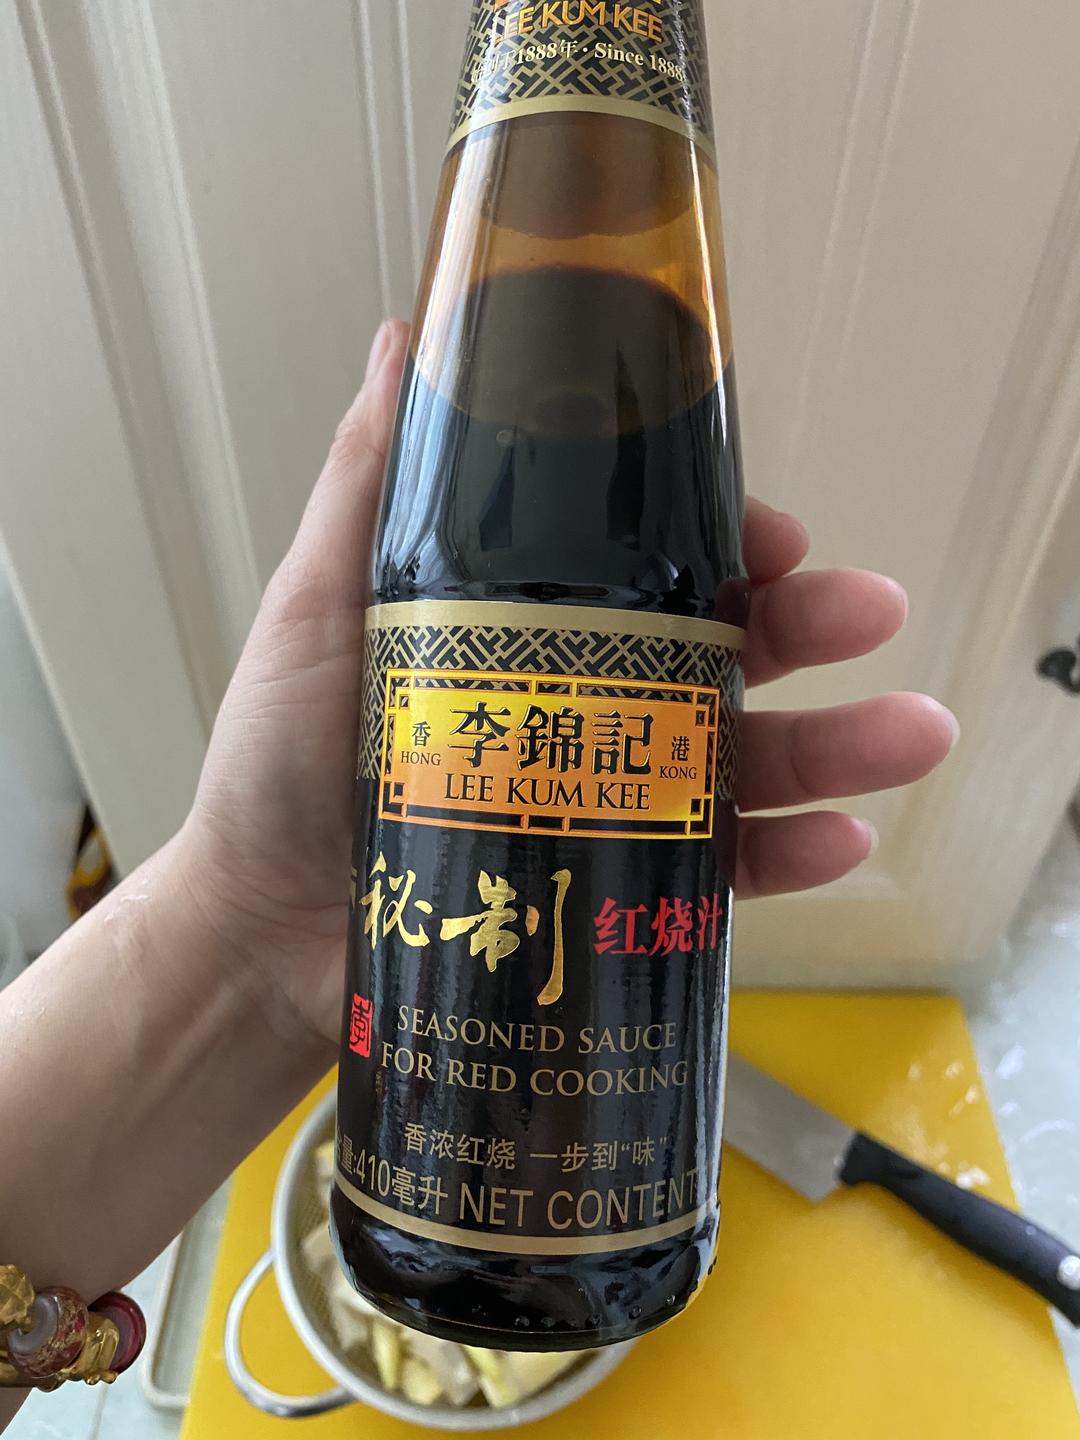 LEE KUM KEE
1888年·Since 1888
香 李錦記 港
HONG KONG
LEE KUM KEE
秘制 红烧汁
SEASONED SAUCE
FOR RED COOKING
香浓红烧 一步到“味”
量:410毫升 NET CONTENT